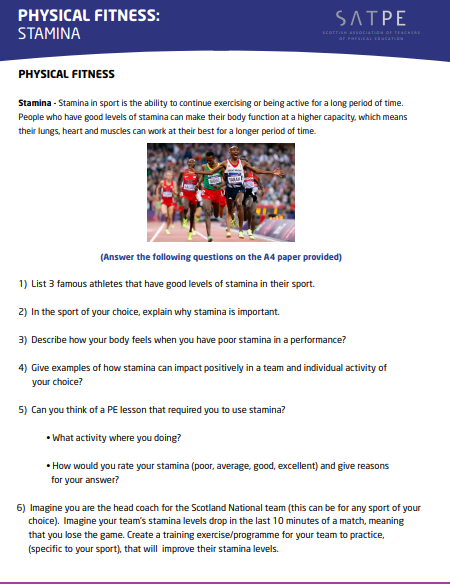 PHYSICAL FITNESS:
STAMINA
SATPE
SCOTTISH ASSOCIATION OF TEACHERS
OF PHYSICAL EDUCATION
PHYSICAL FITNESS
Stamina - Stamina in sport is the ability to continue exercising or being active for a long period of time.
People who have good levels of stamina can make their body function at a higher capacity, which means
their lungs, heart and muscles can work at their best for a longer period of time.
(Answer the following questions on the A4 paper provided)
1) List 3 famous athletes that have good levels of stamina in their sport.
2) In the sport of your choice, explain why stamina is important.
3) Describe how your body feels when you have poor stamina in a performance?
4) Give examples of how stamina can impact positively in a team and individual activity of
your choice?
5) Can you think of a PE lesson that required you to use stamina?
• What activity where you doing?
• How would you rate your stamina (poor, average, good, excellent) and give reasons
for your answer?
6) Imagine you are the head coach for the Scotland National team (this can be for any sport of your
choice). Imagine your team's stamina levels drop in the last 10 minutes of a match, meaning
that you lose the game. Create a training exercise/programme for your team to practice,
(specific to your sport), that will improve their stamina levels.